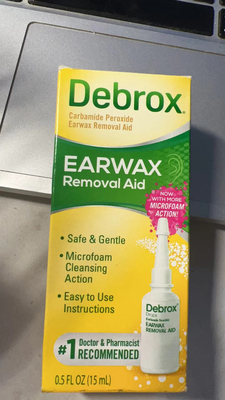 Debrox®
Carbamide Peroxide
Earwax Removal Aid
EARWAX
Removal Aid
NOW
WITH MORE
MICROFOAM
ACTION!
• Safe & Gentle
• Microfoam
Cleansing
Action
• Easy to Use
Instructions
Debrox
EARWAX
REMOVAL AID
#1 Doctor & Pharmacist
RECOMMENDED
0.5 FL OZ (15 mL)